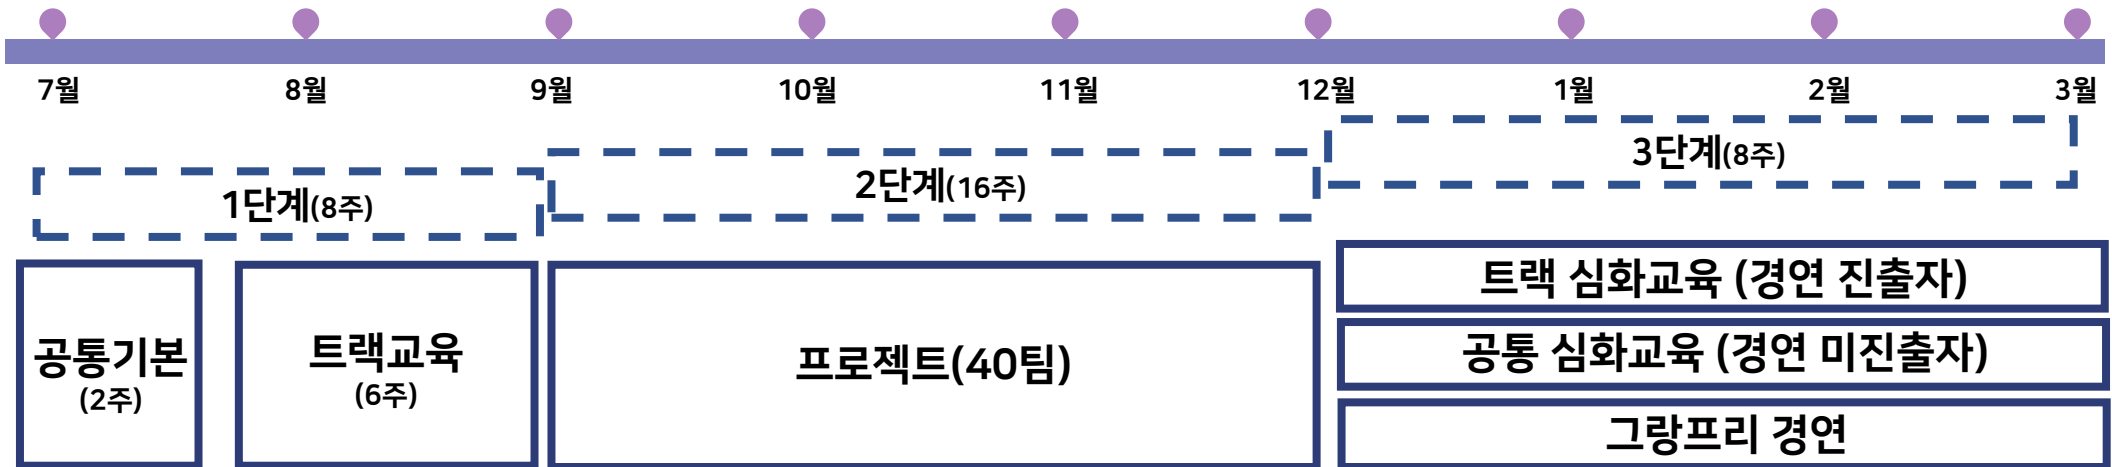 7월 8월 9월 10월 11월 12월 1월 2월 3월
1단계(8주)
2단계(16주)
3단계(8주)
공통기본
(2주)
트랙교육
(6주)
프로젝트(40팀)
트랙 심화교육 (경연 진출자)
공통 심화교육 (경연 미진출자)
그랑프리 경연